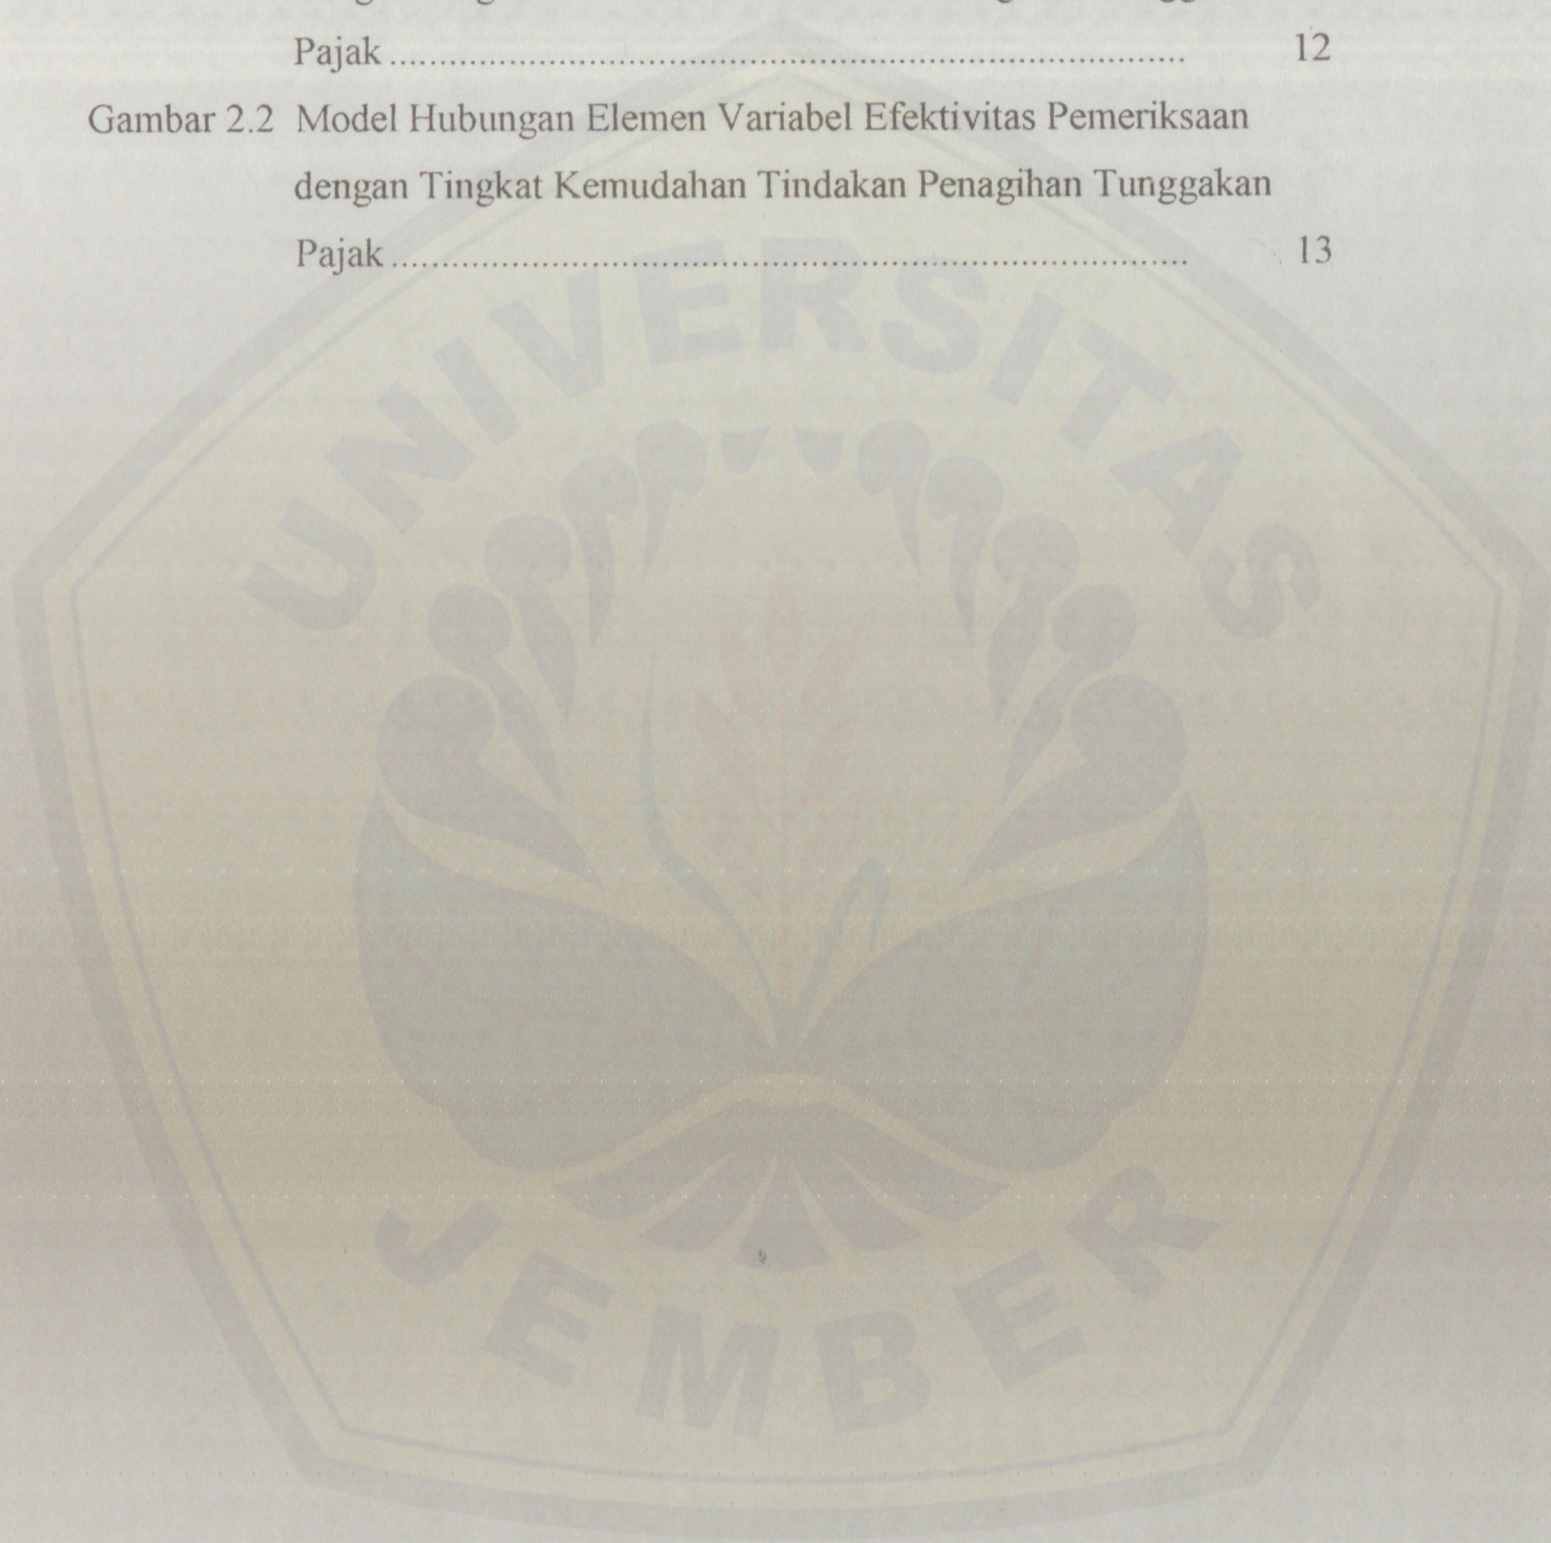 Pajak ........................................................................ 12
Gambar 2.2 Model Hubungan Elemen Variabel Efektivitas Pemeriksaan
dengan Tingkat Kemudahan Tindakan Penagihan Tunggakan
Pajak ........................................................................ 13
UNIVERSITAS
JEMBER